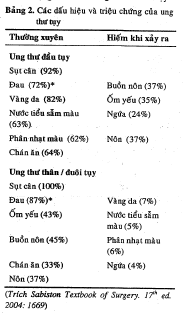 Bảng 2. Các dấu hiệu và triệu chứng của ung
thư tụy
Thường xuyên Hiếm khi xảy ra
Ung thư đầu tụy
Sụt cân (92%)
Đau (72%)* Buồn nôn (37%)
Vàng da (82%) Ốm yếu (35%)
Nước tiểu sẫm màu Ngứa (24%)
(63%)
Phân nhạt màu (62%) Nôn (37%)
Chán ăn (64%)
Ung thư thân / đuôi tụy
Sụt cân (100%)
Đau (87%)* Vàng da (7%)
Ốm yếu (43%) Nước tiểu sẫm
màu (5%)
Buồn nôn (45%) Phân nhạt màu
(6%)
Chán ăn (33%) Ngứa (4%)
Nôn (37%)
(Trích Sabiston Textbook of Surgery. 17th ed.
2004: 1669)